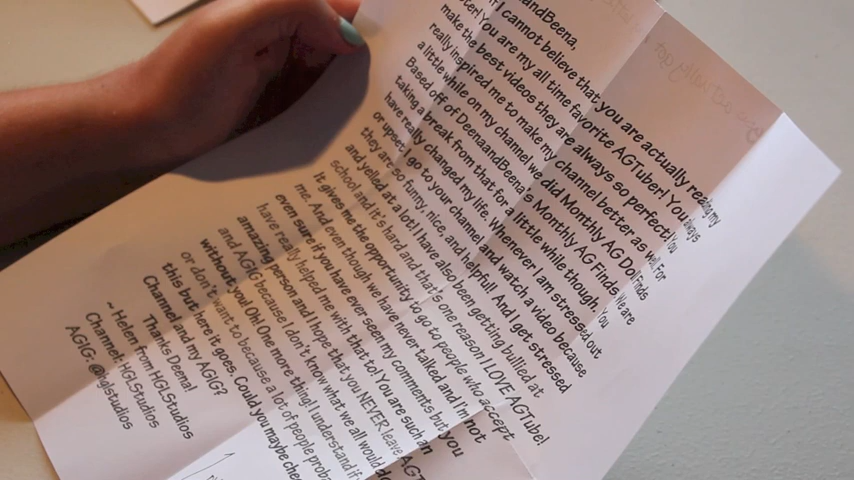 I cannot believe that you are actually reading my
You are my all time favorite AGTuber! You always
make the best videos they are always so perfect! You
really inspired me to make my channel better as well. For
a little while on my channel we did Monthly AG Doll Finds
Based off of DeenaandBeena's Monthly AG Finds. We are
taking a break from that for a little while though. You
have really changed my life. Whenever I am stressed out
or upset, I go to your channel and watch a video because
they are so funny, nice, and helpful! And I get stressed
and yelled at a lot! I have also been getting bullied at
school and it's hard and that's one reason I LOVE AGTube!
It gives me the opportunity to go to people who accept
me. And even though we have never talked and I'm not
even sure if you have ever seen my comments but you
have really helped me with that to! You are such an
amazing person and I hope that you NEVER leave AGT
and AGIG because I don't know what we all would do
without you! Oh! One more thing! I understand if
or don't want to because a lot of people proba
this but here it goes. Could you maybe che
Channel and my AGIG?
Thanks Deena!
~ Helen from HGLStudios
Channel: HGLStudios
AGIG: @hglstudios